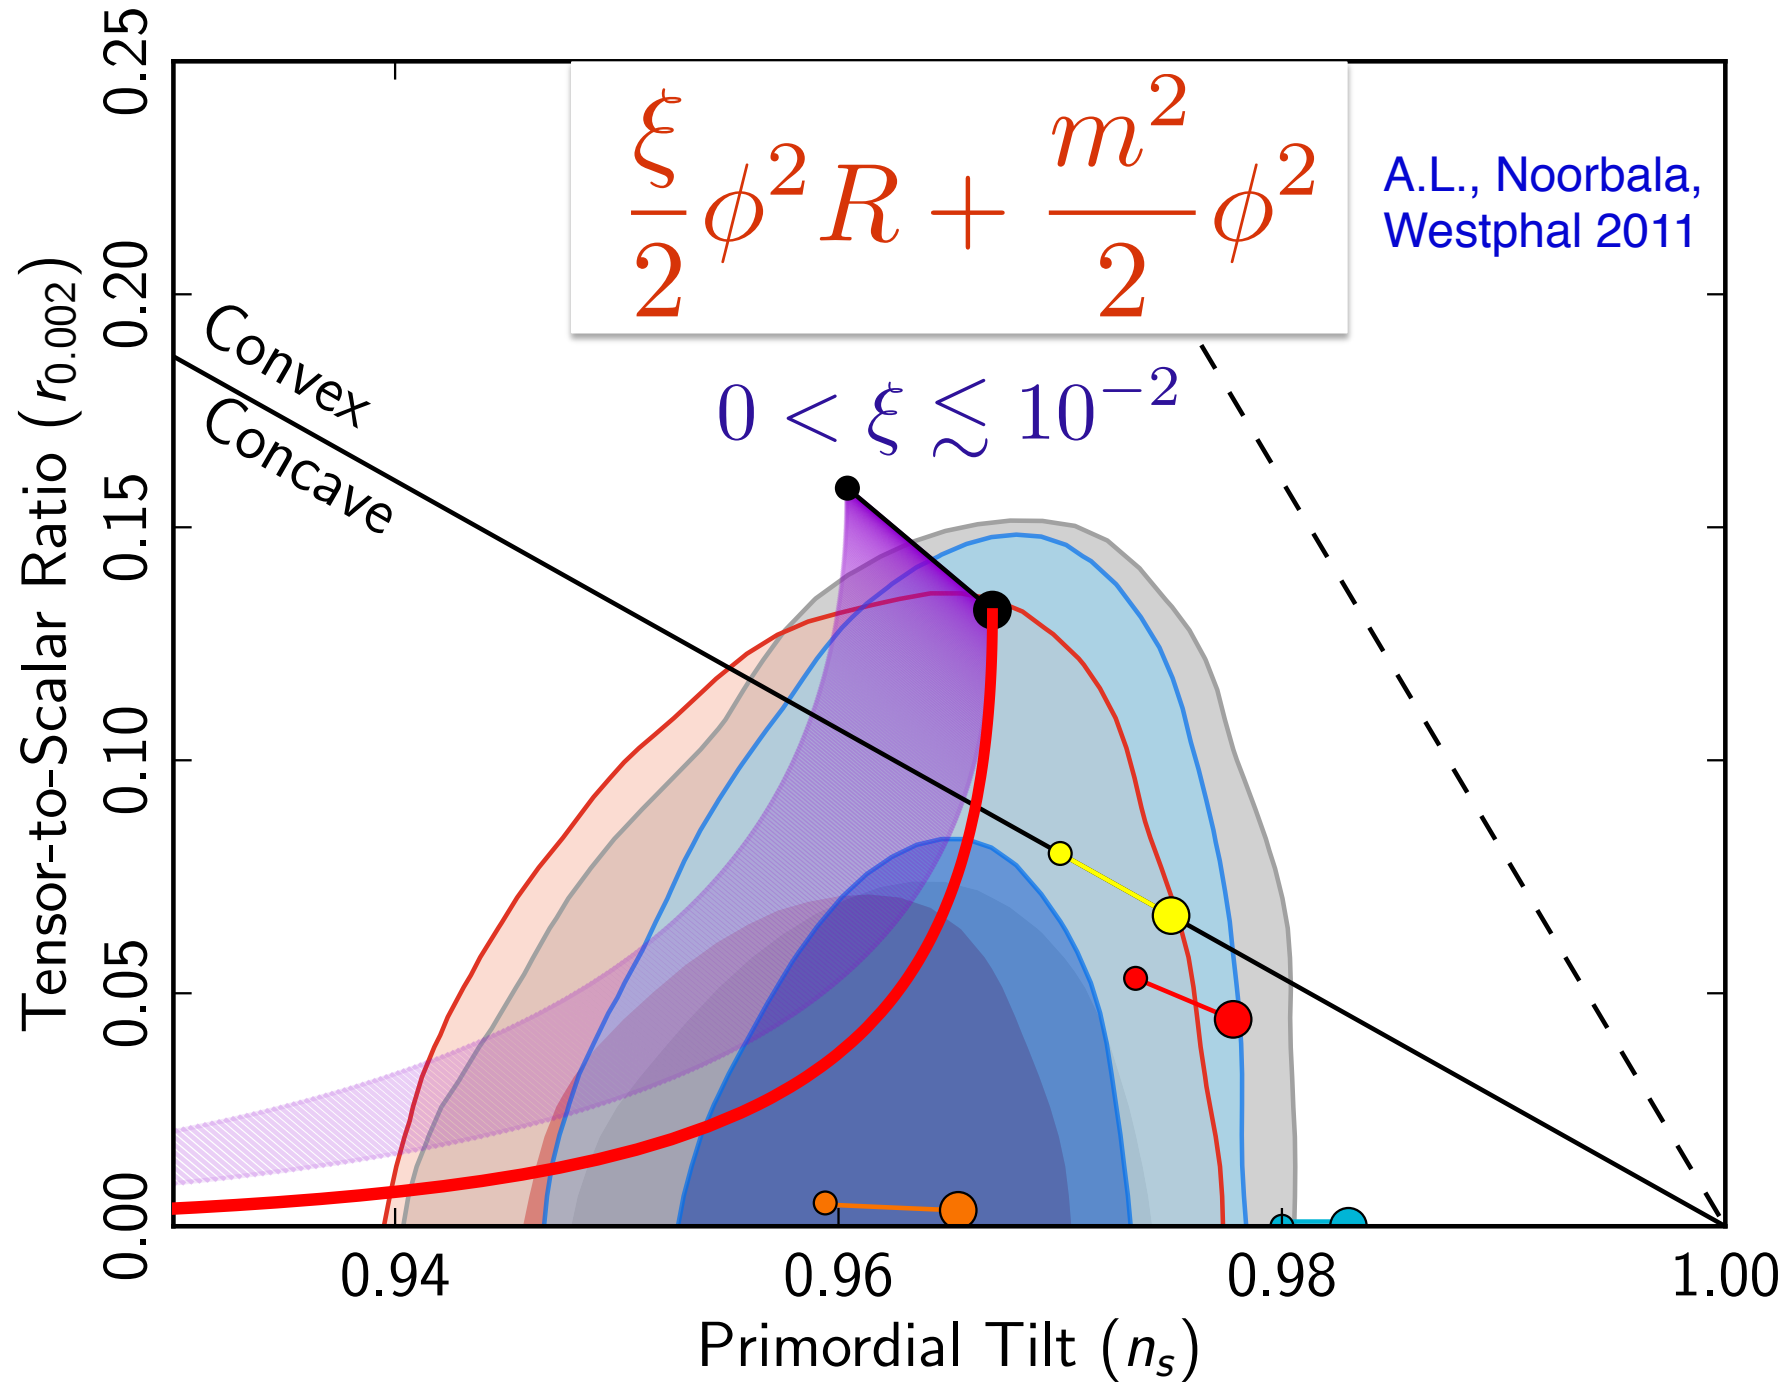 0.25
0.20
0.15
0.10
0.05
0.00
Tensor-to-Scalar Ratio (r₀.₀₀₂)
ξ/2 φ² R + m²/2 φ²
A.L., Noorbala,
Westphal 2011
0 < ξ ≲ 10⁻²
Convex
Concave
0.94 0.96 0.98 1.00
Primordial Tilt (nₛ)